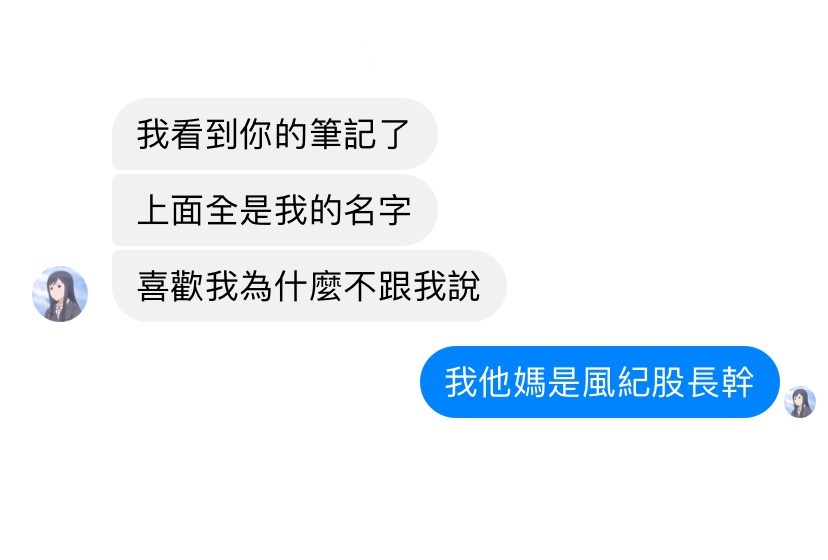 我看到你的筆記了
上面全是我的名字
喜歡我為什麼不跟我說
我他媽是風紀股長幹